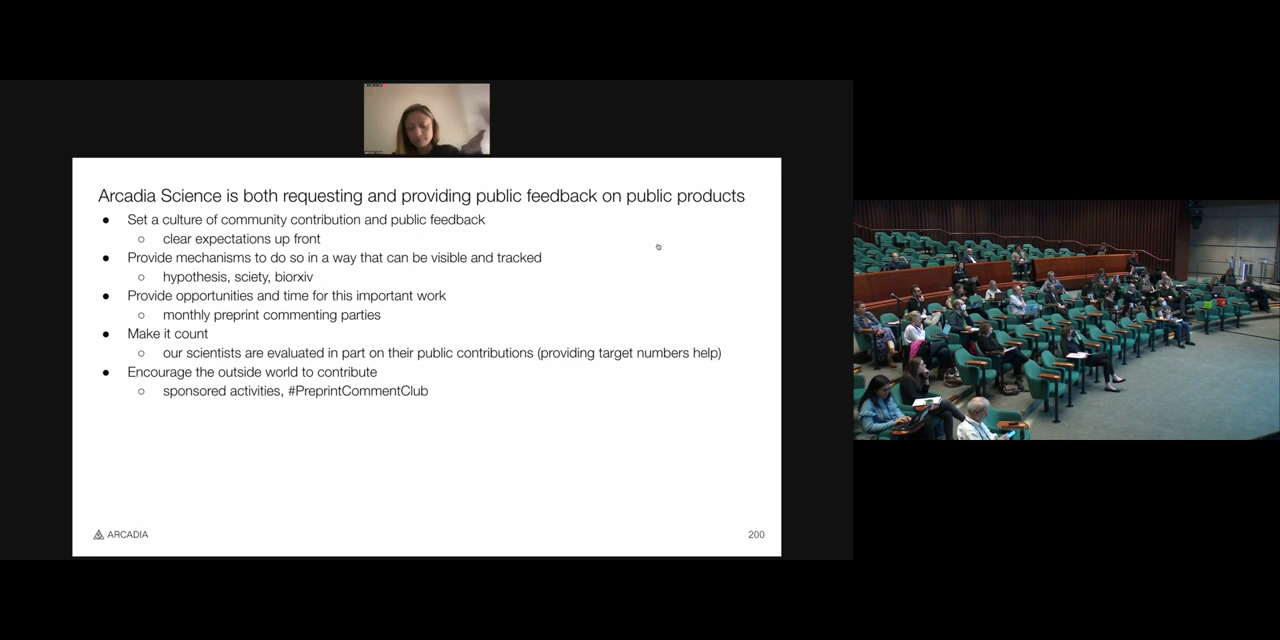 Arcadia Science is both requesting and providing public feedback on public products
● Set a culture of community contribution and public feedback
○ clear expectations up front
● Provide mechanisms to do so in a way that can be visible and tracked
○ hypothesis, sciety, biorxiv
● Provide opportunities and time for this important work
○ monthly preprint commenting parties
● Make it count
○ our scientists are evaluated in part on their public contributions (providing target numbers help)
● Encourage the outside world to contribute
○ sponsored activities, #PreprintCommentClub
ARCADIA
200